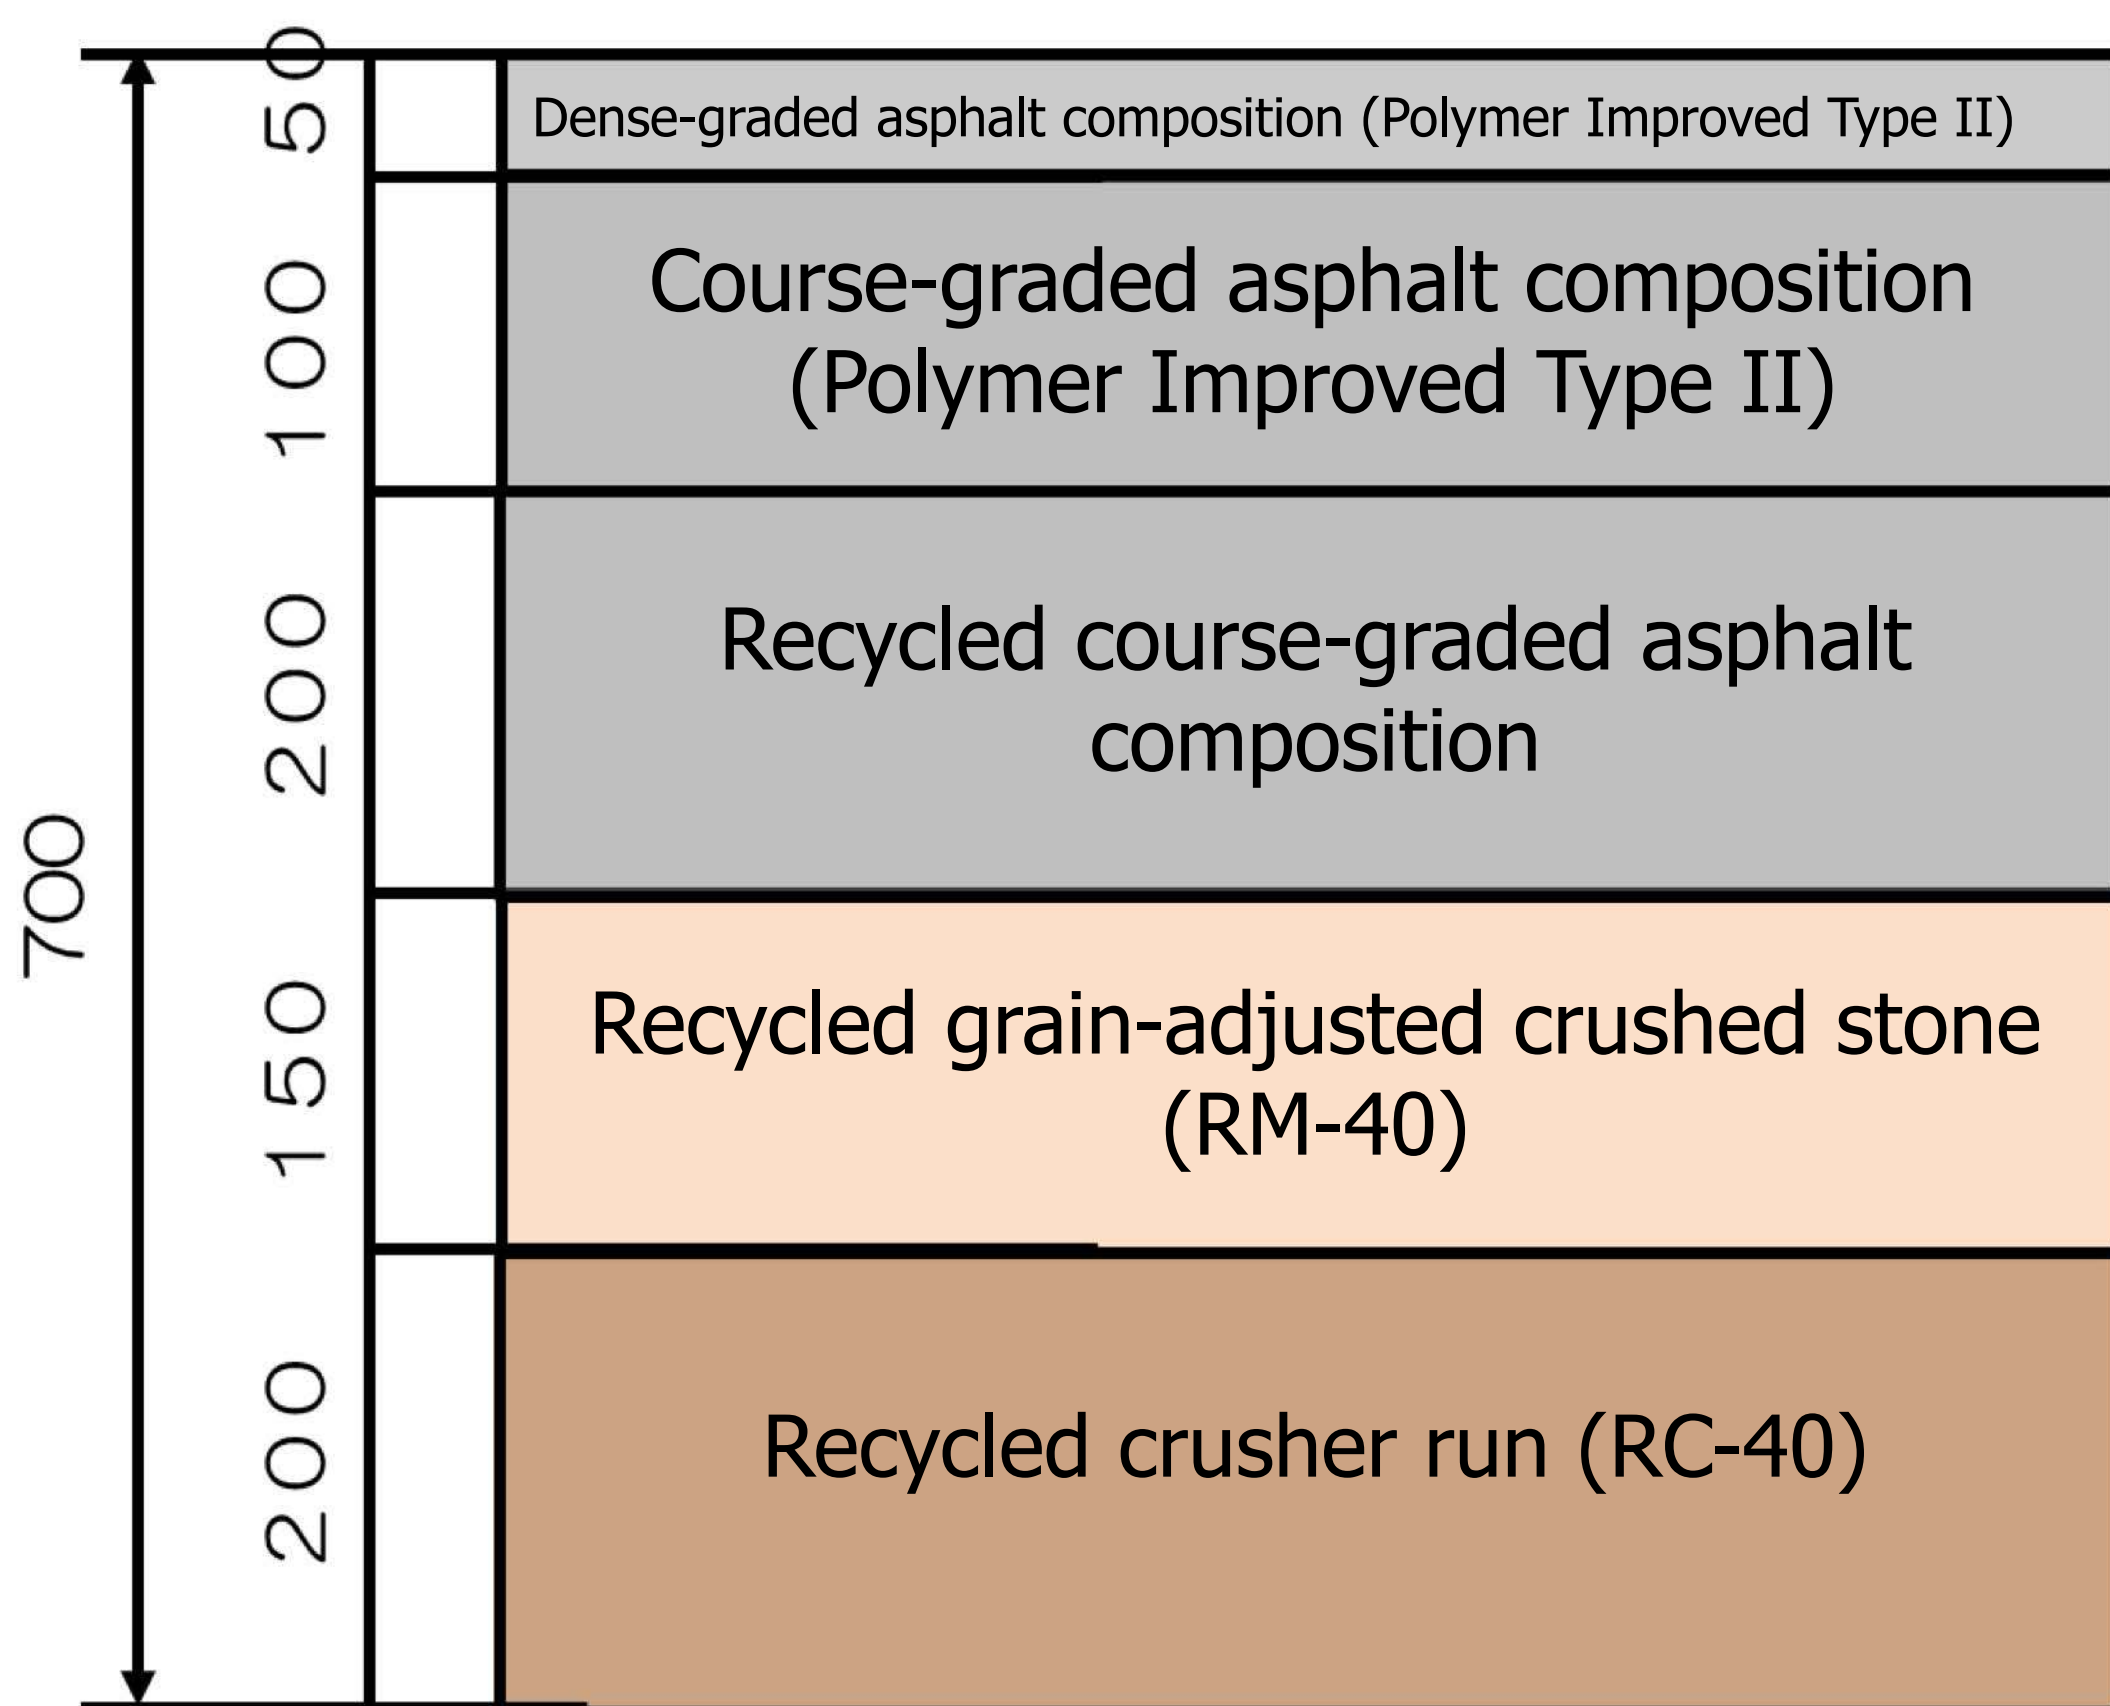 50
Dense-graded asphalt composition (Polymer Improved Type II)
100
Course-graded asphalt composition
(Polymer Improved Type II)
200
Recycled course-graded asphalt
composition
700
150
Recycled grain-adjusted crushed stone
(RM-40)
200
Recycled crusher run (RC-40)